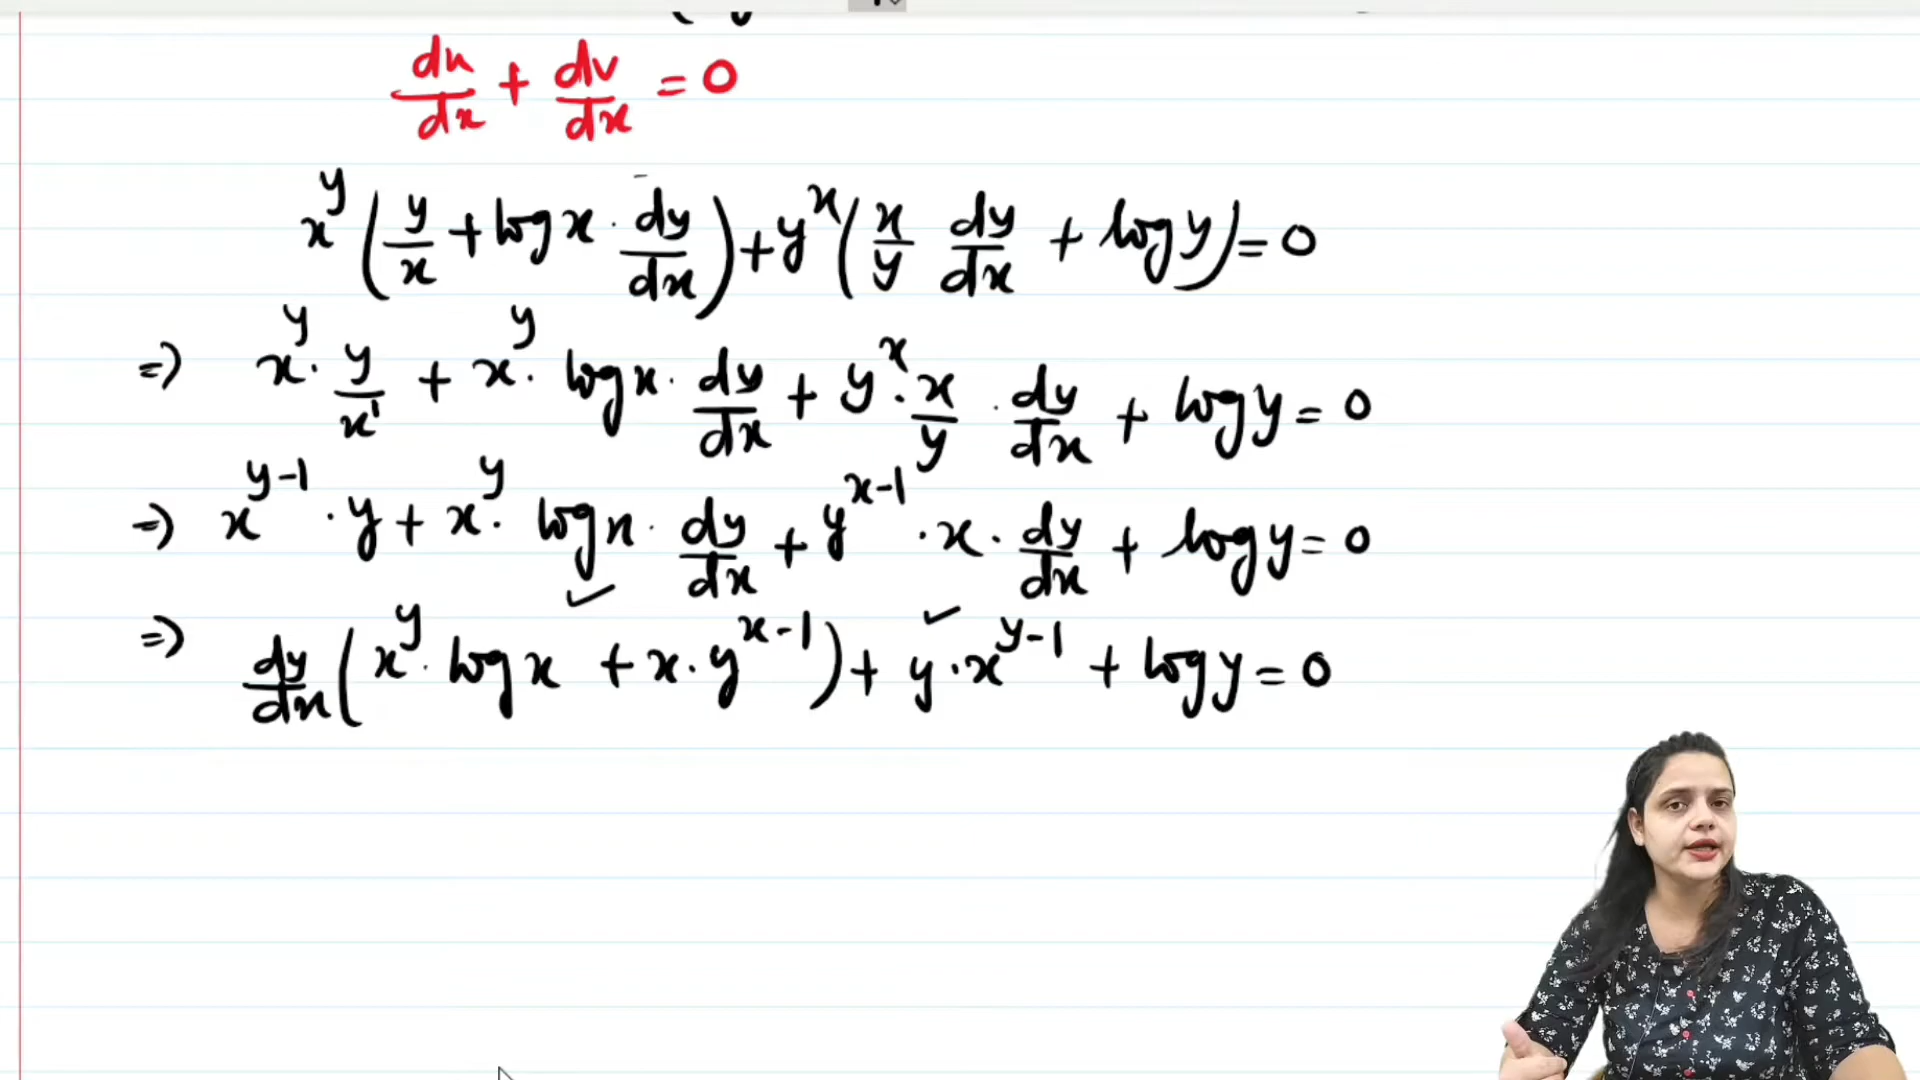 du/dx + dv/dx = 0
x^y (y/x + log x · dy/dx) + y^x (x/y dy/dx + log y) = 0
=) x^y · y/x^1 + x^y · log x · dy/dx + y^x · x/y · dy/dx + log y = 0
=) x^(y-1) · y + x^y · log x · dy/dx + y^(x-1) · x · dy/dx + log y = 0
=) dy/dx (x^y · log x + x · y^(x-1)) + y · x^(y-1) + log y = 0